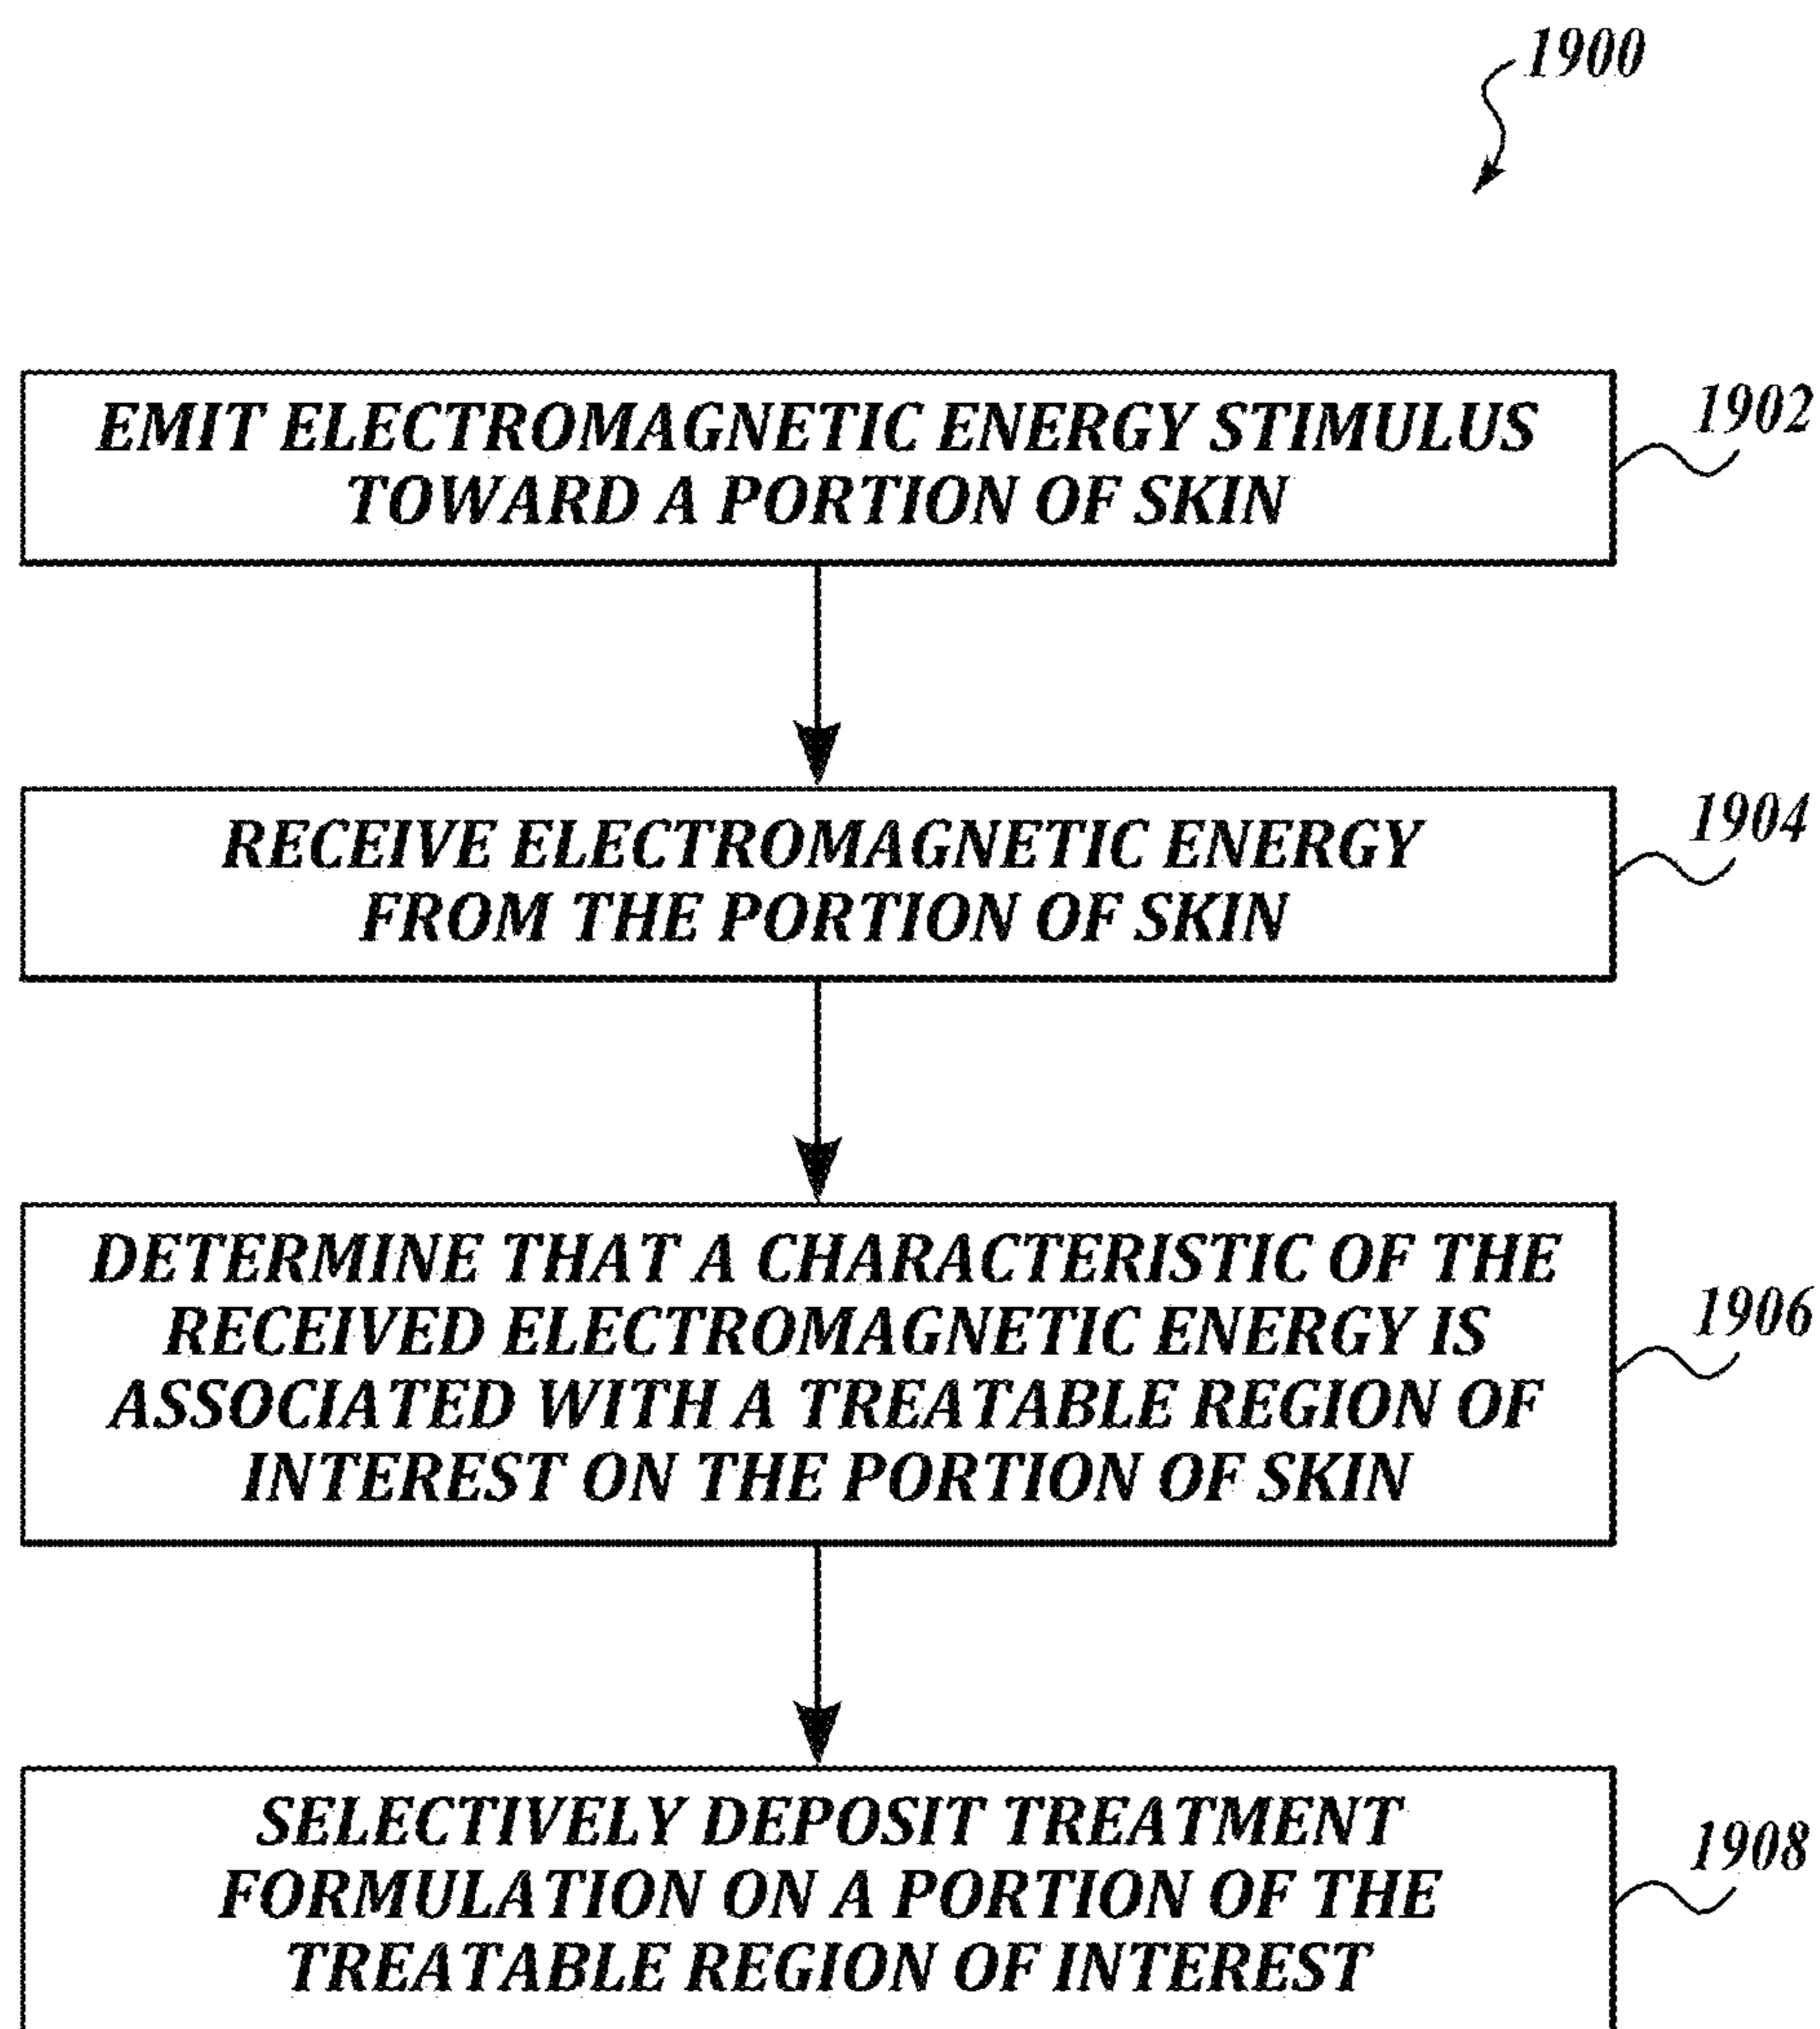 1900
EMIT ELECTROMAGNETIC ENERGY STIMULUS
TOWARD A PORTION OF SKIN
1902
RECEIVE ELECTROMAGNETIC ENERGY
FROM THE PORTION OF SKIN
1904
DETERMINE THAT A CHARACTERISTIC OF THE
RECEIVED ELECTROMAGNETIC ENERGY IS
ASSOCIATED WITH A TREATABLE REGION OF
INTEREST ON THE PORTION OF SKIN
1906
SELECTIVELY DEPOSIT TREATMENT
FORMULATION ON A PORTION OF THE
TREATABLE REGION OF INTEREST
1908